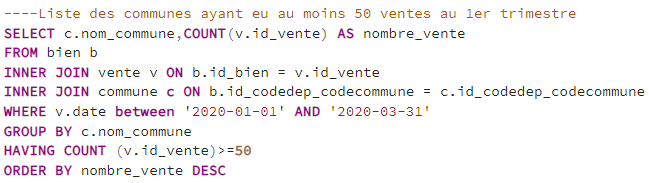 ----Liste des communes ayant eu au moins 50 ventes au 1er trimestre
SELECT c.nom_commune,COUNT(v.id_vente) AS nombre_vente
FROM bien b
INNER JOIN vente v ON b.id_bien = v.id_vente
INNER JOIN commune c ON b.id_codedep_codecommune = c.id_codedep_codecommune
WHERE v.date between '2020-01-01' AND '2020-03-31'
GROUP BY c.nom_commune
HAVING COUNT (v.id_vente)>=50
ORDER BY nombre_vente DESC